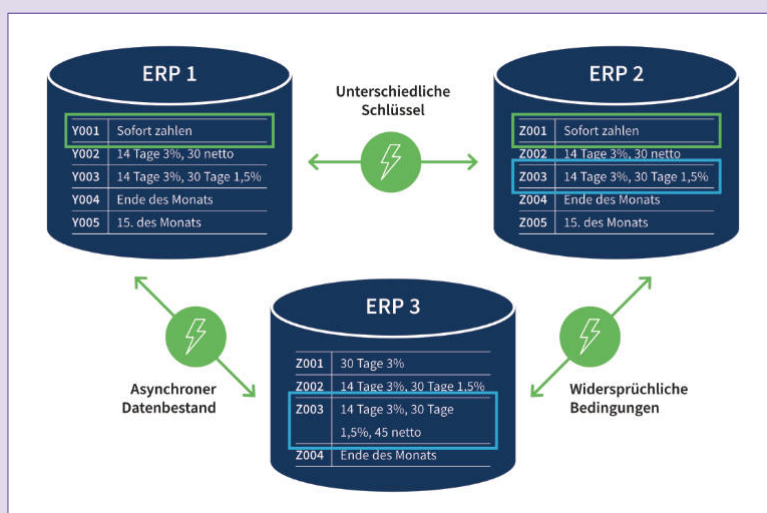 ERP 1
Y001 Sofort zahlen
Y002 14 Tage 3%, 30 netto
Y003 14 Tage 3%, 30 Tage 1,5%
Y004 Ende des Monats
Y005 15. des Monats
Unterschiedliche
Schlüssel
ERP 2
Z001 Sofort zahlen
Z002 14 Tage 3%, 30 netto
Z003 14 Tage 3%, 30 Tage 1,5%
Z004 Ende des Monats
Z005 15. des Monats
Asynchroner
Datenbestand
ERP 3
Z001 30 Tage 3%
Z002 14 Tage 3%, 30 Tage 1,5%
Z003 14 Tage 3%, 30 Tage
1,5%, 45 netto
Z004 Ende des Monats
Widersprüchliche
Bedingungen